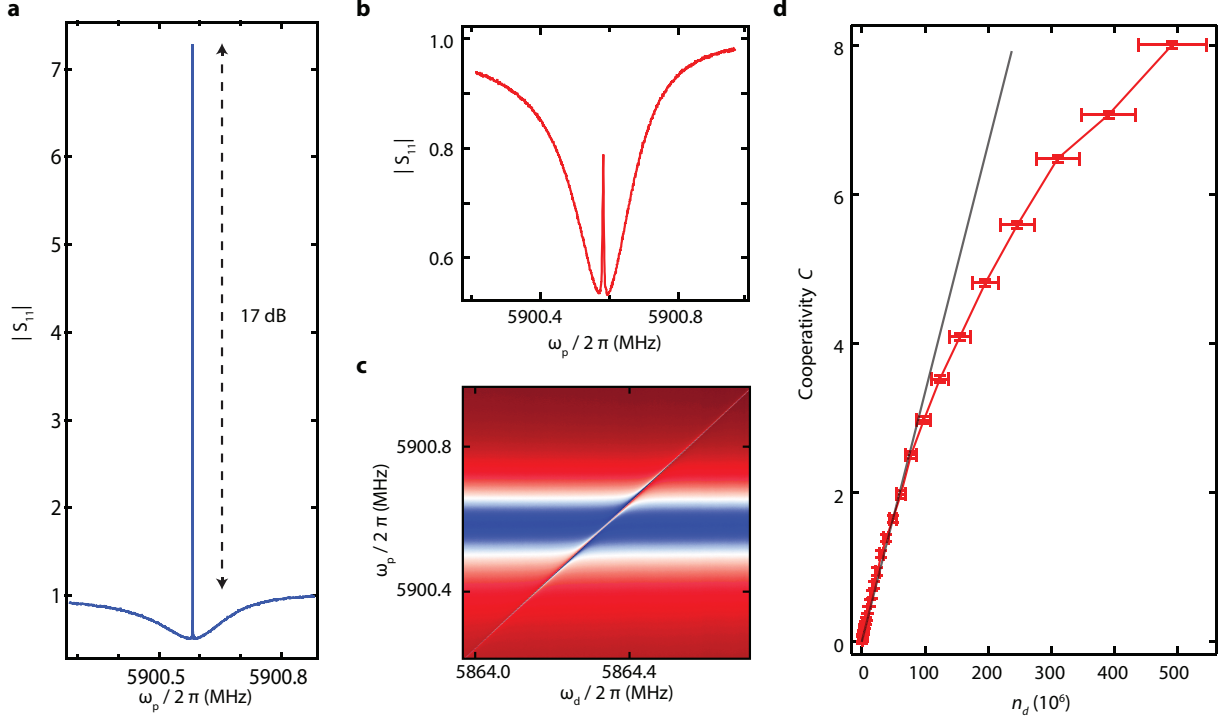 a
7
6
5
4
3
2
1
| S₁₁|
17 dB
5900.5
5900.8
ωₚ / 2 π (MHz)
b
1.0
0.8
0.6
| S₁₁|
5900.4
5900.8
ωₚ / 2 π (MHz)
c
5900.8
5900.4
ωₚ / 2 π (MHz)
5864.0
5864.4
ω_d / 2 π (MHz)
d
8
6
4
2
0
Cooperativity C
0
100
200
300
400
500
n_d (10⁶)